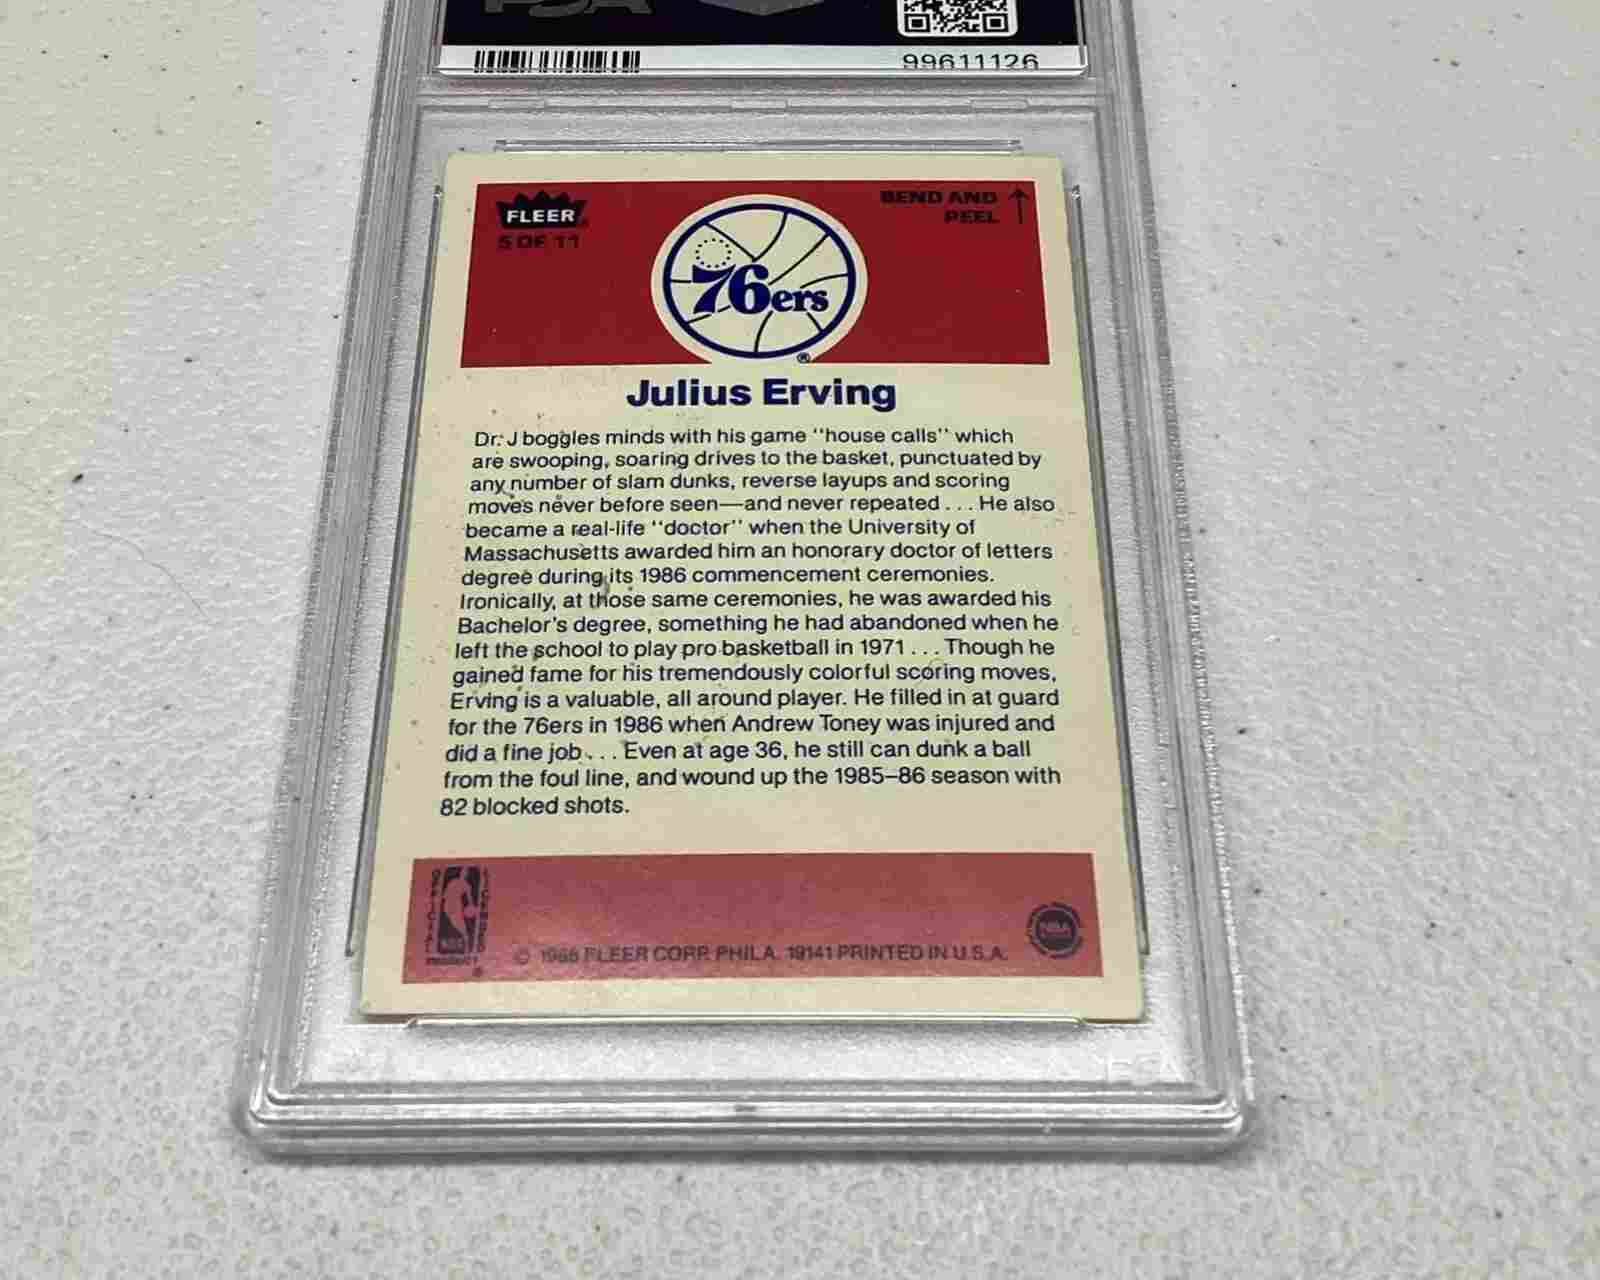 PSA
99611126
FLEER
5 OF 11
BEND AND
PEEL
76ers
®
Julius Erving
Dr. J boggles minds with his game "house calls" which
are swooping, soaring drives to the basket, punctuated by
any number of slam dunks, reverse layups and scoring
moves never before seen—and never repeated . . . He also
became a real-life "doctor" when the University of
Massachusetts awarded him an honorary doctor of letters
degree during its 1986 commencement ceremonies.
Ironically, at those same ceremonies, he was awarded his
Bachelor's degree, something he had abandoned when he
left the school to play pro basketball in 1971 . . . Though he
gained fame for his tremendously colorful scoring moves,
Erving is a valuable, all around player. He filled in at guard
for the 76ers in 1986 when Andrew Toney was injured and
did a fine job . . . Even at age 36, he still can dunk a ball
from the foul line, and wound up the 1985–86 season with
82 blocked shots.
OFFICIAL
LICENSED
NBA
PRODUCT
®
© 1986 FLEER CORP. PHILA. 19141 PRINTED IN U.S.A.
NBA
PSA